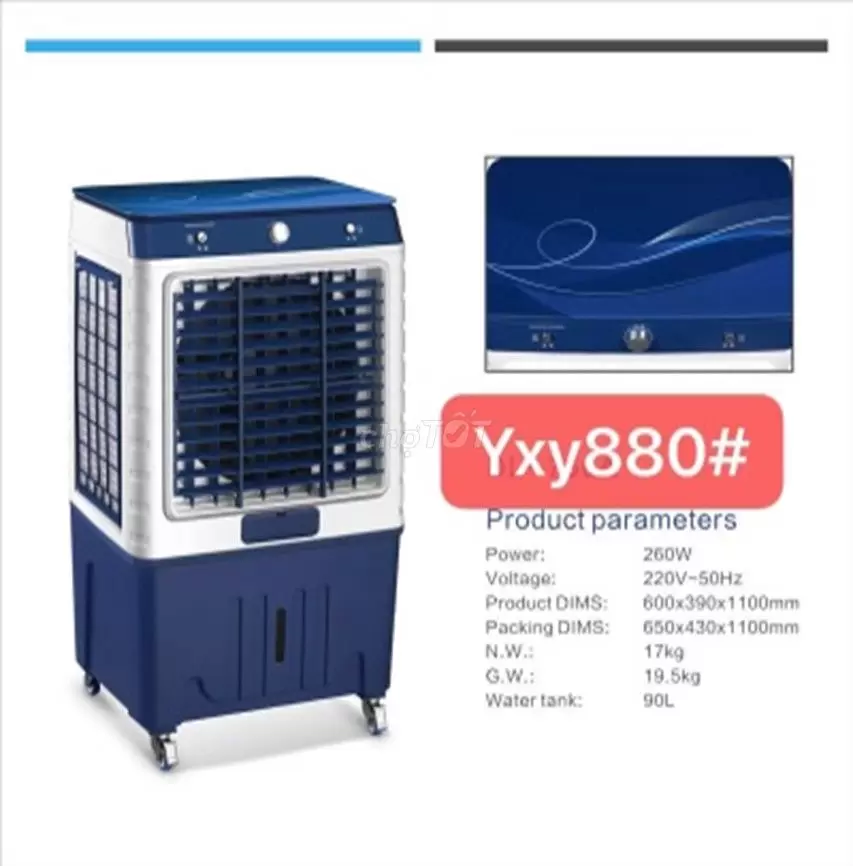 chợTỐT
Yxy880#
Product parameters
Power: 260W
Voltage: 220V~50Hz
Product DIMS: 600x390x1100mm
Packing DIMS: 650x430x1100mm
N.W.: 17kg
G.W.: 19.5kg
Water tank: 90L